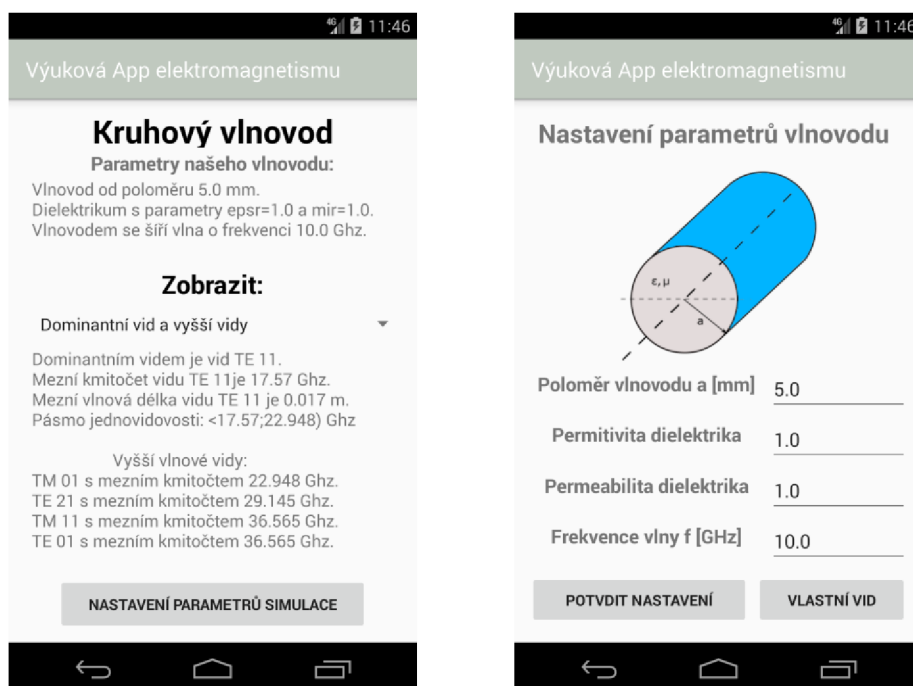 4G 11:46
Výuková App elektromagnetismu
Kruhový vlnovod
Parametry našeho vlnovodu:
Vlnovod od poloměru 5.0 mm.
Dielektrikum s parametry epsr=1.0 a mir=1.0.
Vlnovodem se šíří vlna o frekvenci 10.0 Ghz.
Zobrazit:
Dominantní vid a vyšší vidy
Dominantním videm je vid TE 11.
Mezní kmitočet vidu TE 11je 17.57 Ghz.
Mezní vlnová délka vidu TE 11 je 0.017 m.
Pásmo jednovidovosti: <17.57;22.948) Ghz
Vyšší vlnové vidy:
TM 01 s mezním kmitočtem 22.948 Ghz.
TE 21 s mezním kmitočtem 29.145 Ghz.
TM 11 s mezním kmitočtem 36.565 Ghz.
TE 01 s mezním kmitočtem 36.565 Ghz.
NASTAVENÍ PARAMETRŮ SIMULACE
4G 11:46
Výuková App elektromagnetismu
Nastavení parametrů vlnovodu
ε, μ
a
Poloměr vlnovodu a [mm] 5.0
Permitivita dielektrika 1.0
Permeabilita dielektrika 1.0
Frekvence vlny f [GHz] 10.0
POTVDIT NASTAVENÍ VLASTNÍ VID